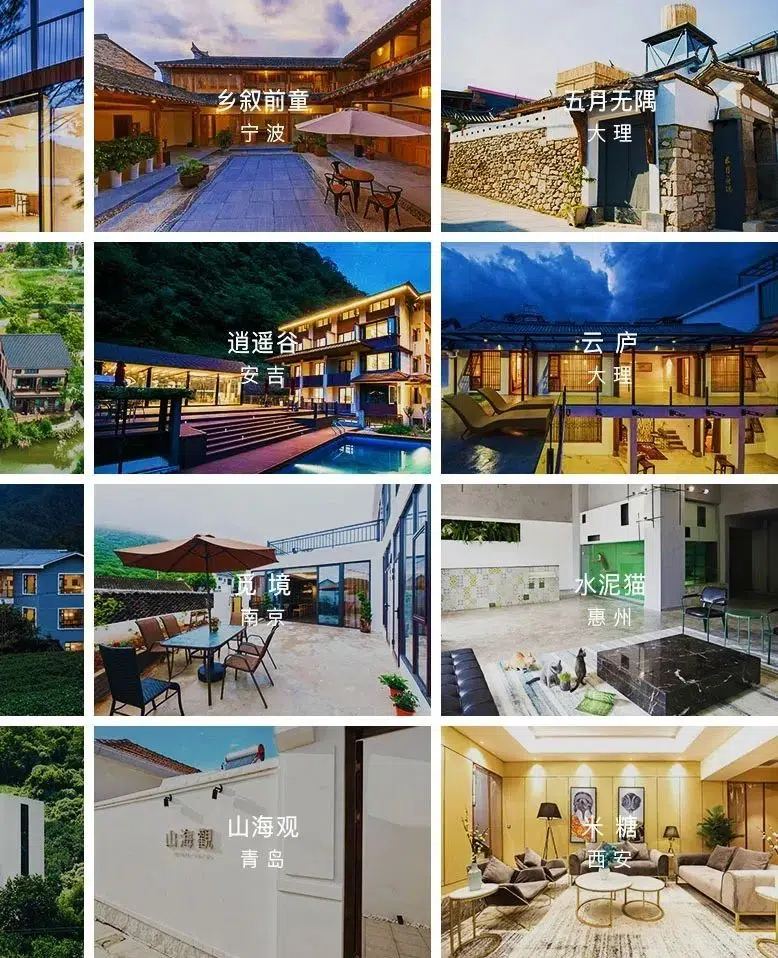 乡叙前童
宁波
五月无隅
大理
逍遥谷
安吉
云庐
大理
觅境
南京
水泥猫
惠州
山海观
青岛
山海觀
米糖
西安